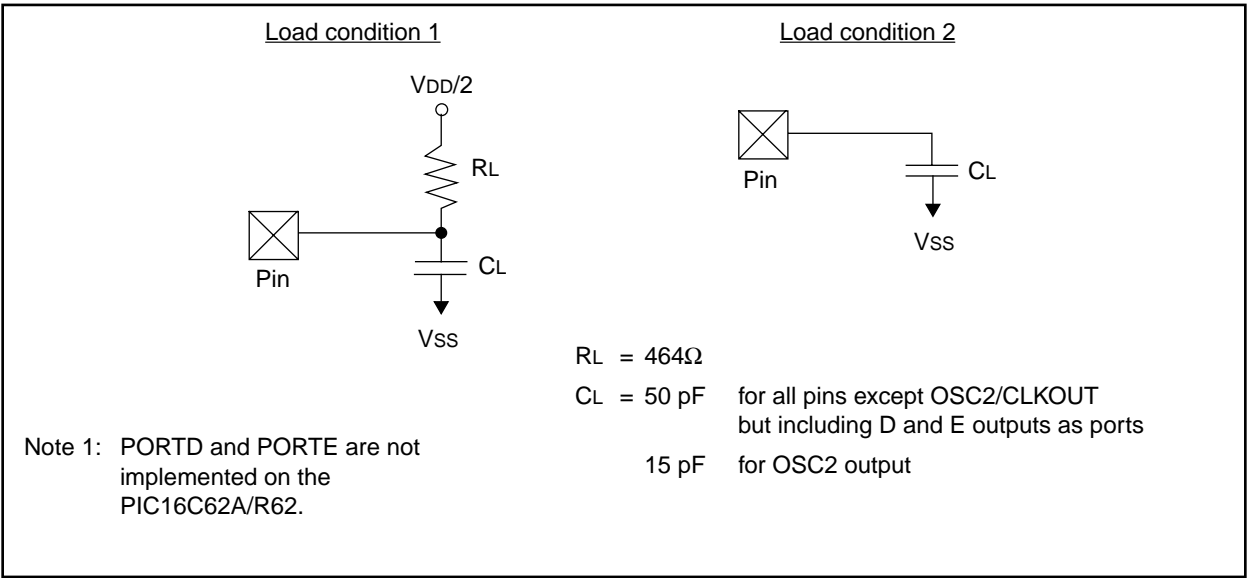 Load condition 1
VDD/2
RL
Pin
CL
VSS
Load condition 2
Pin
CL
VSS
RL = 464Ω
CL = 50 pF for all pins except OSC2/CLKOUT
but including D and E outputs as ports
15 pF for OSC2 output
Note 1: PORTD and PORTE are not
implemented on the
PIC16C62A/R62.